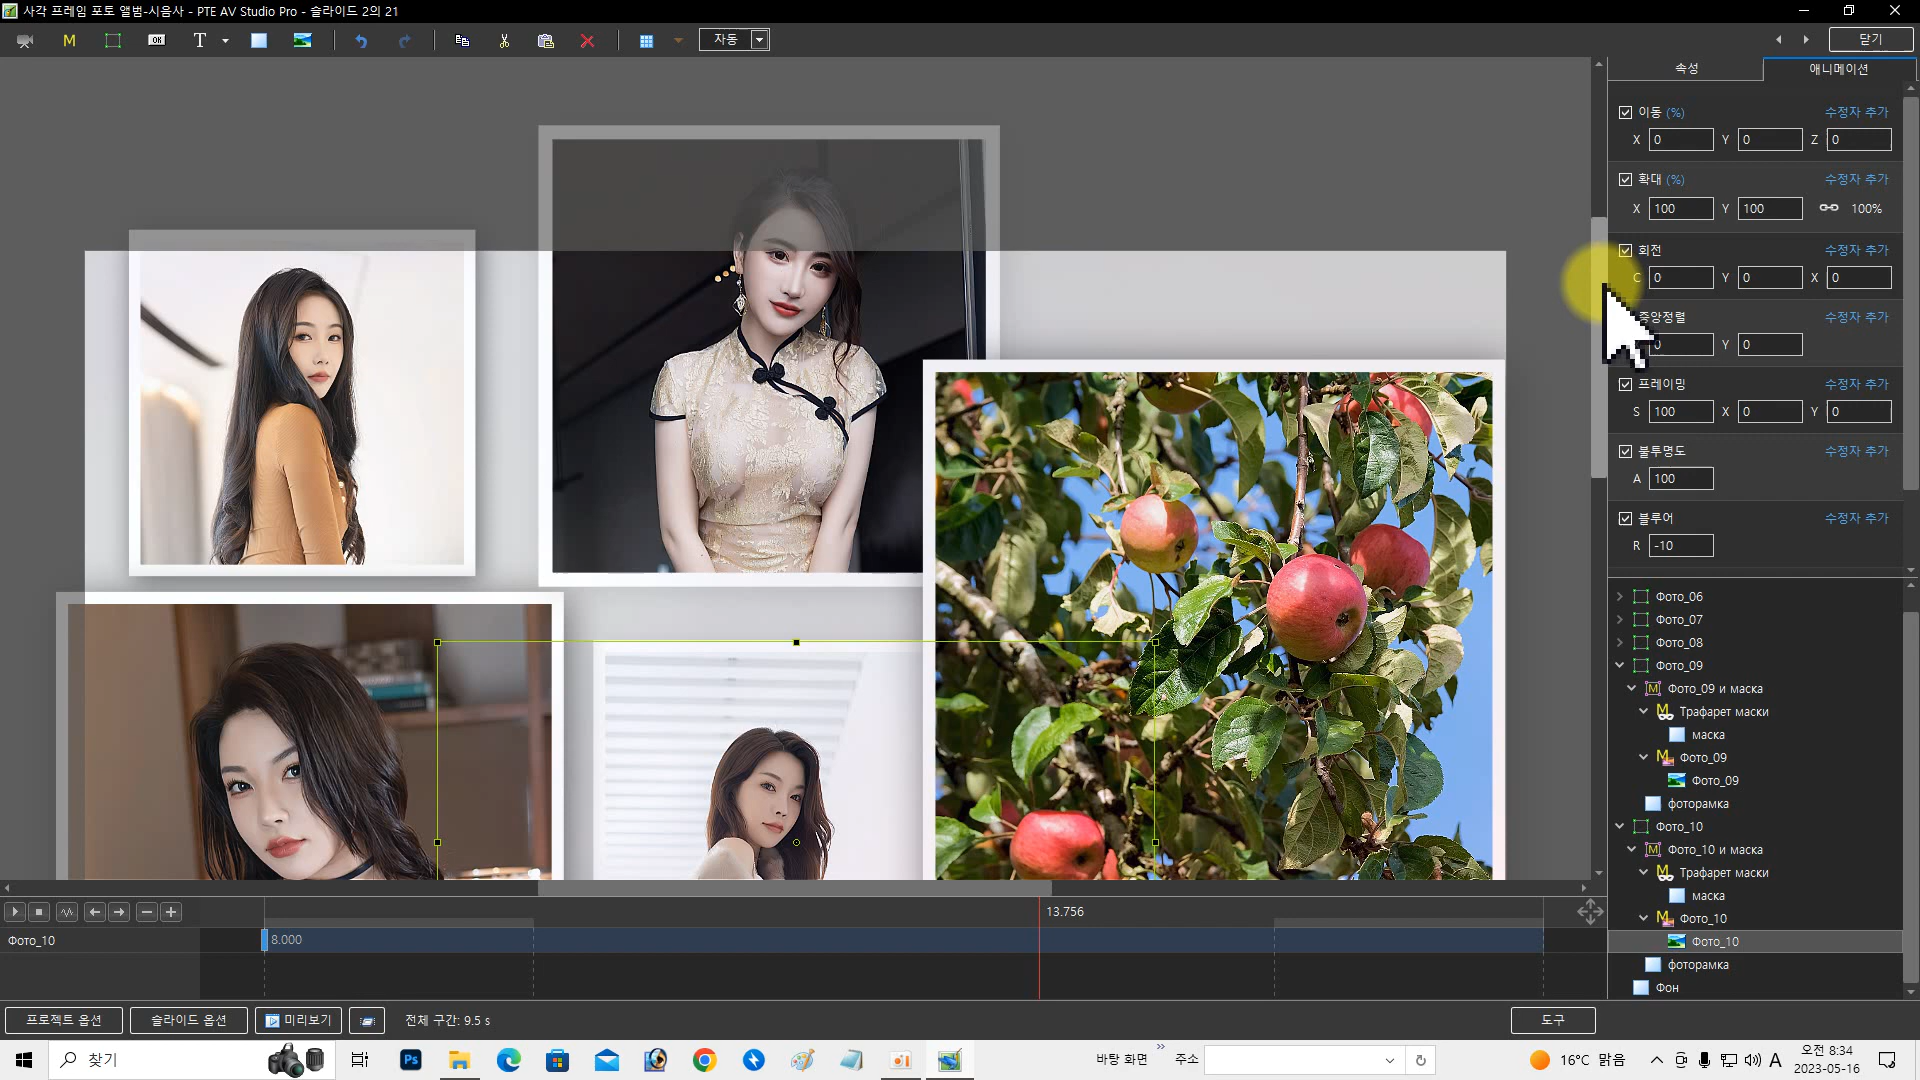 사각 프레임 포토 앨범-시음사 - PTE AV Studio Pro - 슬라이드 2의 21
M
OK
T
자동
닫기
속성
애니메이션
이동 (%)
수정자 추가
X 0 Y 0 Z 0
확대 (%)
수정자 추가
X 100 Y 100 100%
회전
수정자 추가
C 0 Y 0 X 0
중앙정렬
수정자 추가
0 Y 0
프레이밍
수정자 추가
S 100 X 0 Y 0
불투명도
수정자 추가
A 100
블루어
수정자 추가
R -10
Фото_06
Фото_07
Фото_08
Фото_09
M Фото_09 и маска
M Трафарет маски
маска
M Фото_09
Фото_09
фоторамка
Фото_10
M Фото_10 и маска
M Трафарет маски
маска
M Фото_10
Фото_10
фоторамка
Фон
13.756
Фото_10
8.000
프로젝트 옵션
슬라이드 옵션
미리보기
전체 구간: 9.5 s
도구
찾기
Ps
바탕 화면
주소
16°C 맑음
A
오전 8:34
2023-05-16